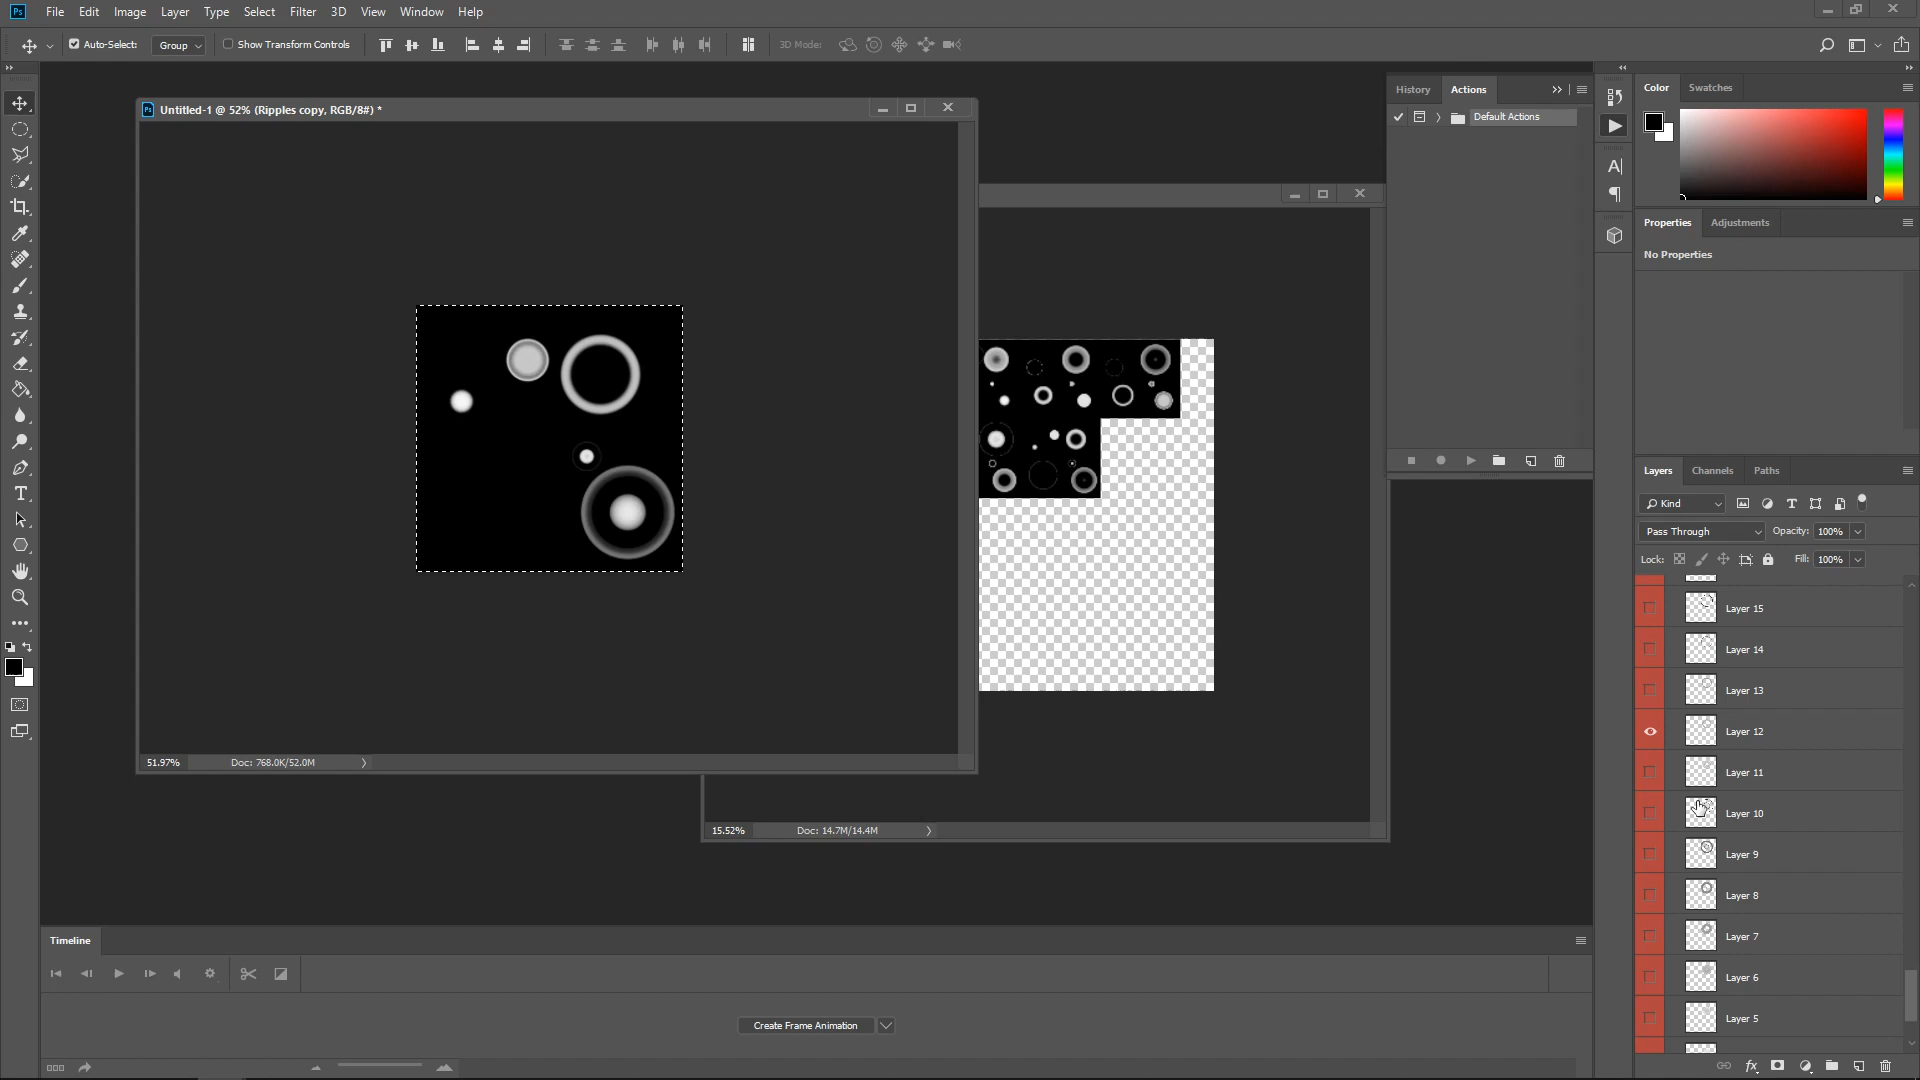 Ps File Edit Image Layer Type Select Filter 3D View Window Help
Auto-Select: Group Show Transform Controls 3D Mode:
Untitled-1 @ 52% (Ripples copy, RGB/8#) *
51.97% Doc: 768.0K/52.0M
15.52% Doc: 14.7M/14.4M
History Actions
Default Actions
Color Swatches
Properties Adjustments
No Properties
Layers Channels Paths
Kind
Pass Through Opacity: 100%
Lock: Fill: 100%
Layer 15
Layer 14
Layer 13
Layer 12
Layer 11
Layer 10
Layer 9
Layer 8
Layer 7
Layer 6
Layer 5
Timeline
Create Frame Animation